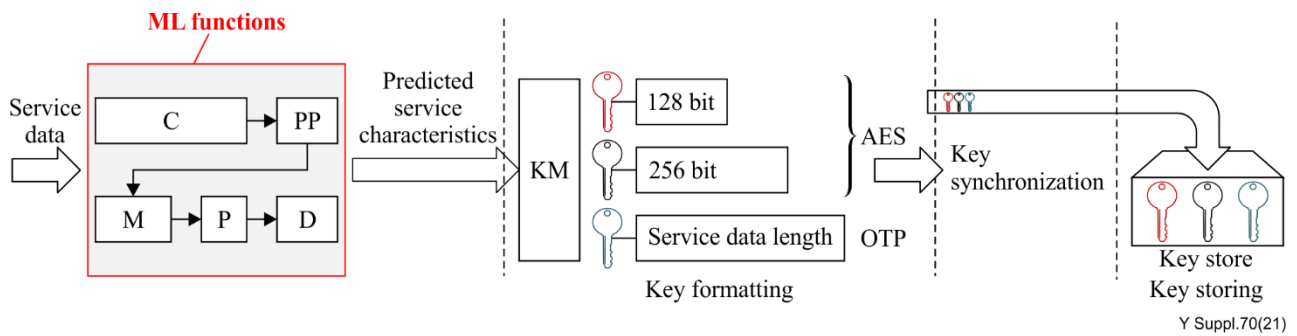 ML functions
Service
data
C
PP
M
P
D
Predicted
service
characteristics
KM
128 bit
256 bit
Service data length
AES
OTP
Key formatting
Key
synchronization
Key store
Key storing
Y Suppl.70(21)